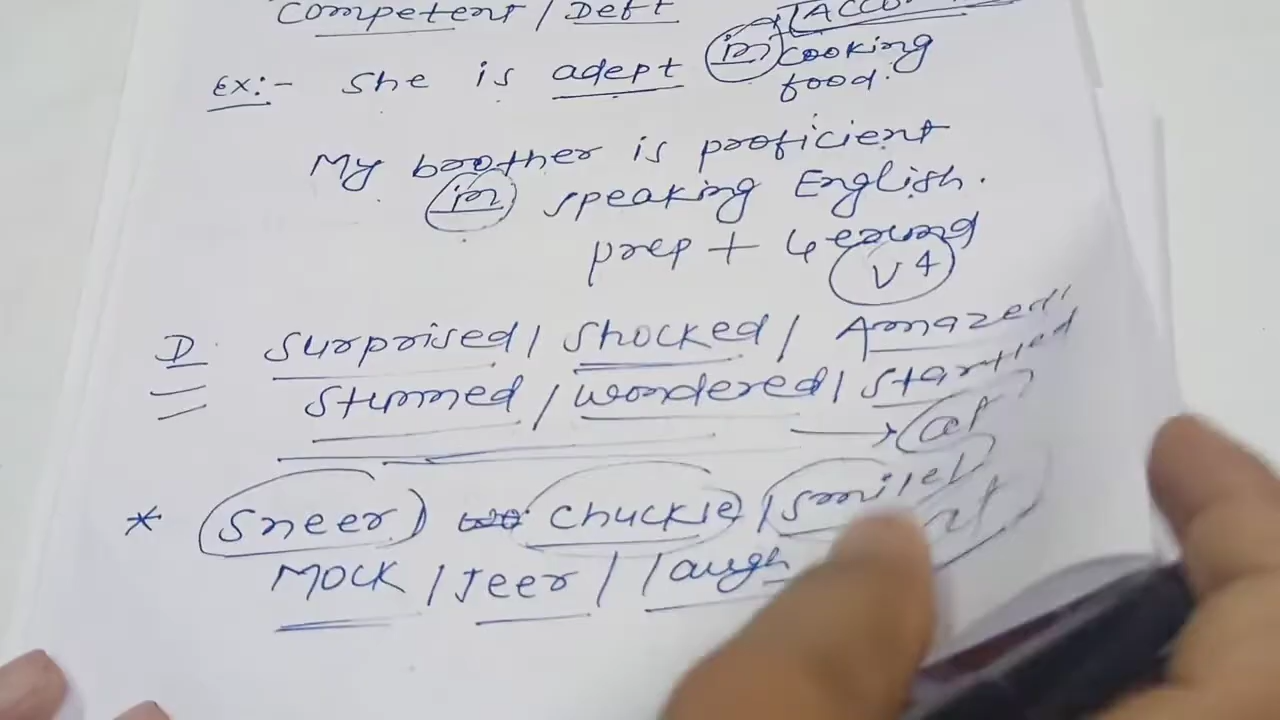 Competent / Deft
Ex:- She is adept in cooking
food.
My brother is proficient
in speaking English.
prep + Gerund
V4
D. Surprised / Shocked / Amazed /
Stunned / wondered / Startled
→ at
* Sneer chuckle / smile /
MOCK / Jeer / laugh at